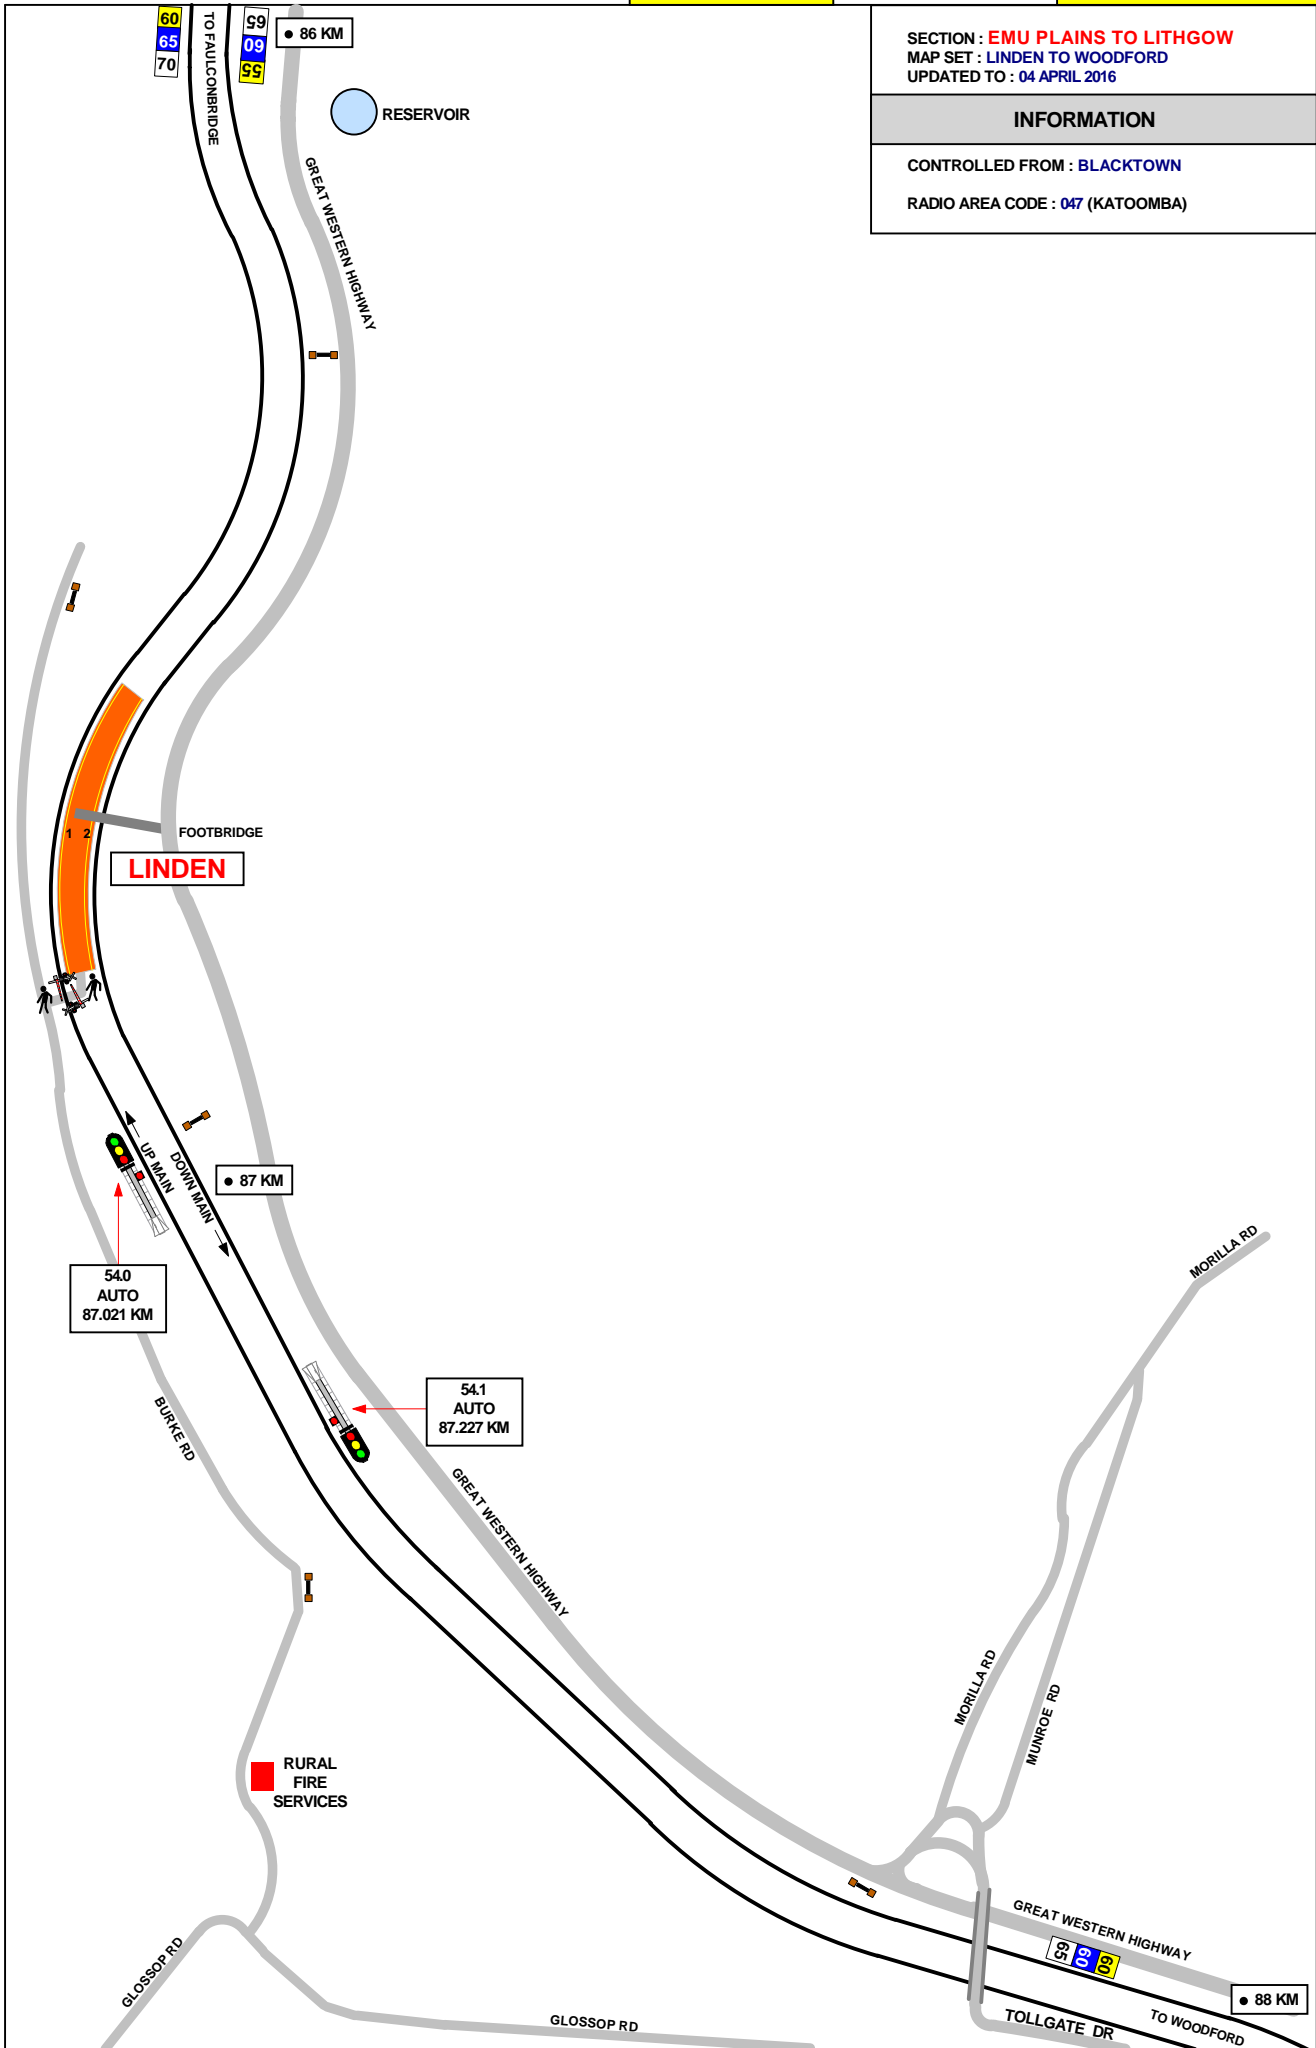 SECTION : EMU PLAINS TO LITHGOW
MAP SET : LINDEN TO WOODFORD
UPDATED TO : 04 APRIL 2016
INFORMATION
CONTROLLED FROM : BLACKTOWN
RADIO AREA CODE : 047 (KATOOMBA)
60
65
70
TO FAULCONBRIDGE
65
60
55
86 KM
RESERVOIR
GREAT WESTERN HIGHWAY
FOOTBRIDGE
1 2
LINDEN
UP MAIN
DOWN MAIN
87 KM
54.0
AUTO
87.021 KM
MORILLA RD
54.1
AUTO
87.227 KM
BURKE RD
GREAT WESTERN HIGHWAY
MORILLA RD
MUNROE RD
RURAL
FIRE
SERVICES
GREAT WESTERN HIGHWAY
65
60
60
88 KM
GLOSSOP RD
GLOSSOP RD
TOLLGATE DR
TO WOODFORD